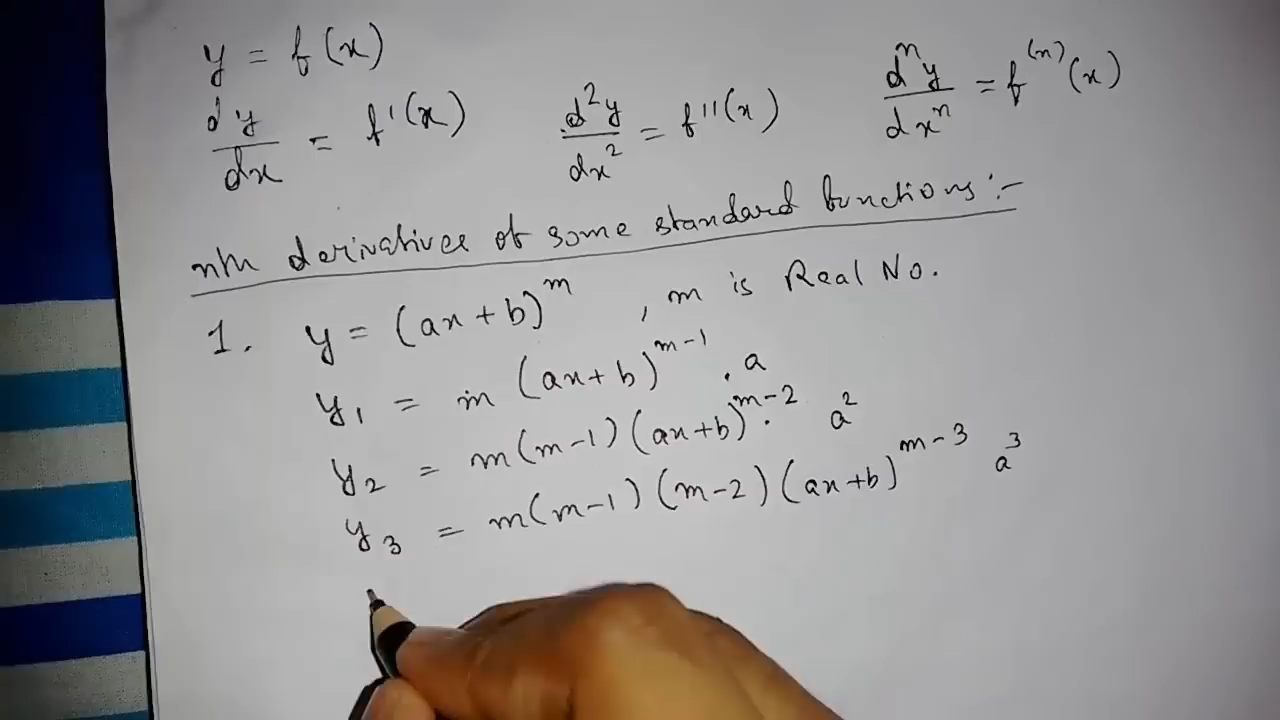 y = f(x)
dy/dx = f'(x) d²y/dx² = f''(x) dⁿy/dxⁿ = f⁽ⁿ⁾(x)
nth derivatives of some standard functions :-
1. y = (ax + b)^m , m is Real No.
y₁ = m (ax + b)^(m-1) . a
y₂ = m(m-1) (ax+b)^(m-2) . a²
y₃ = m(m-1) (m-2) (ax+b)^(m-3) a³